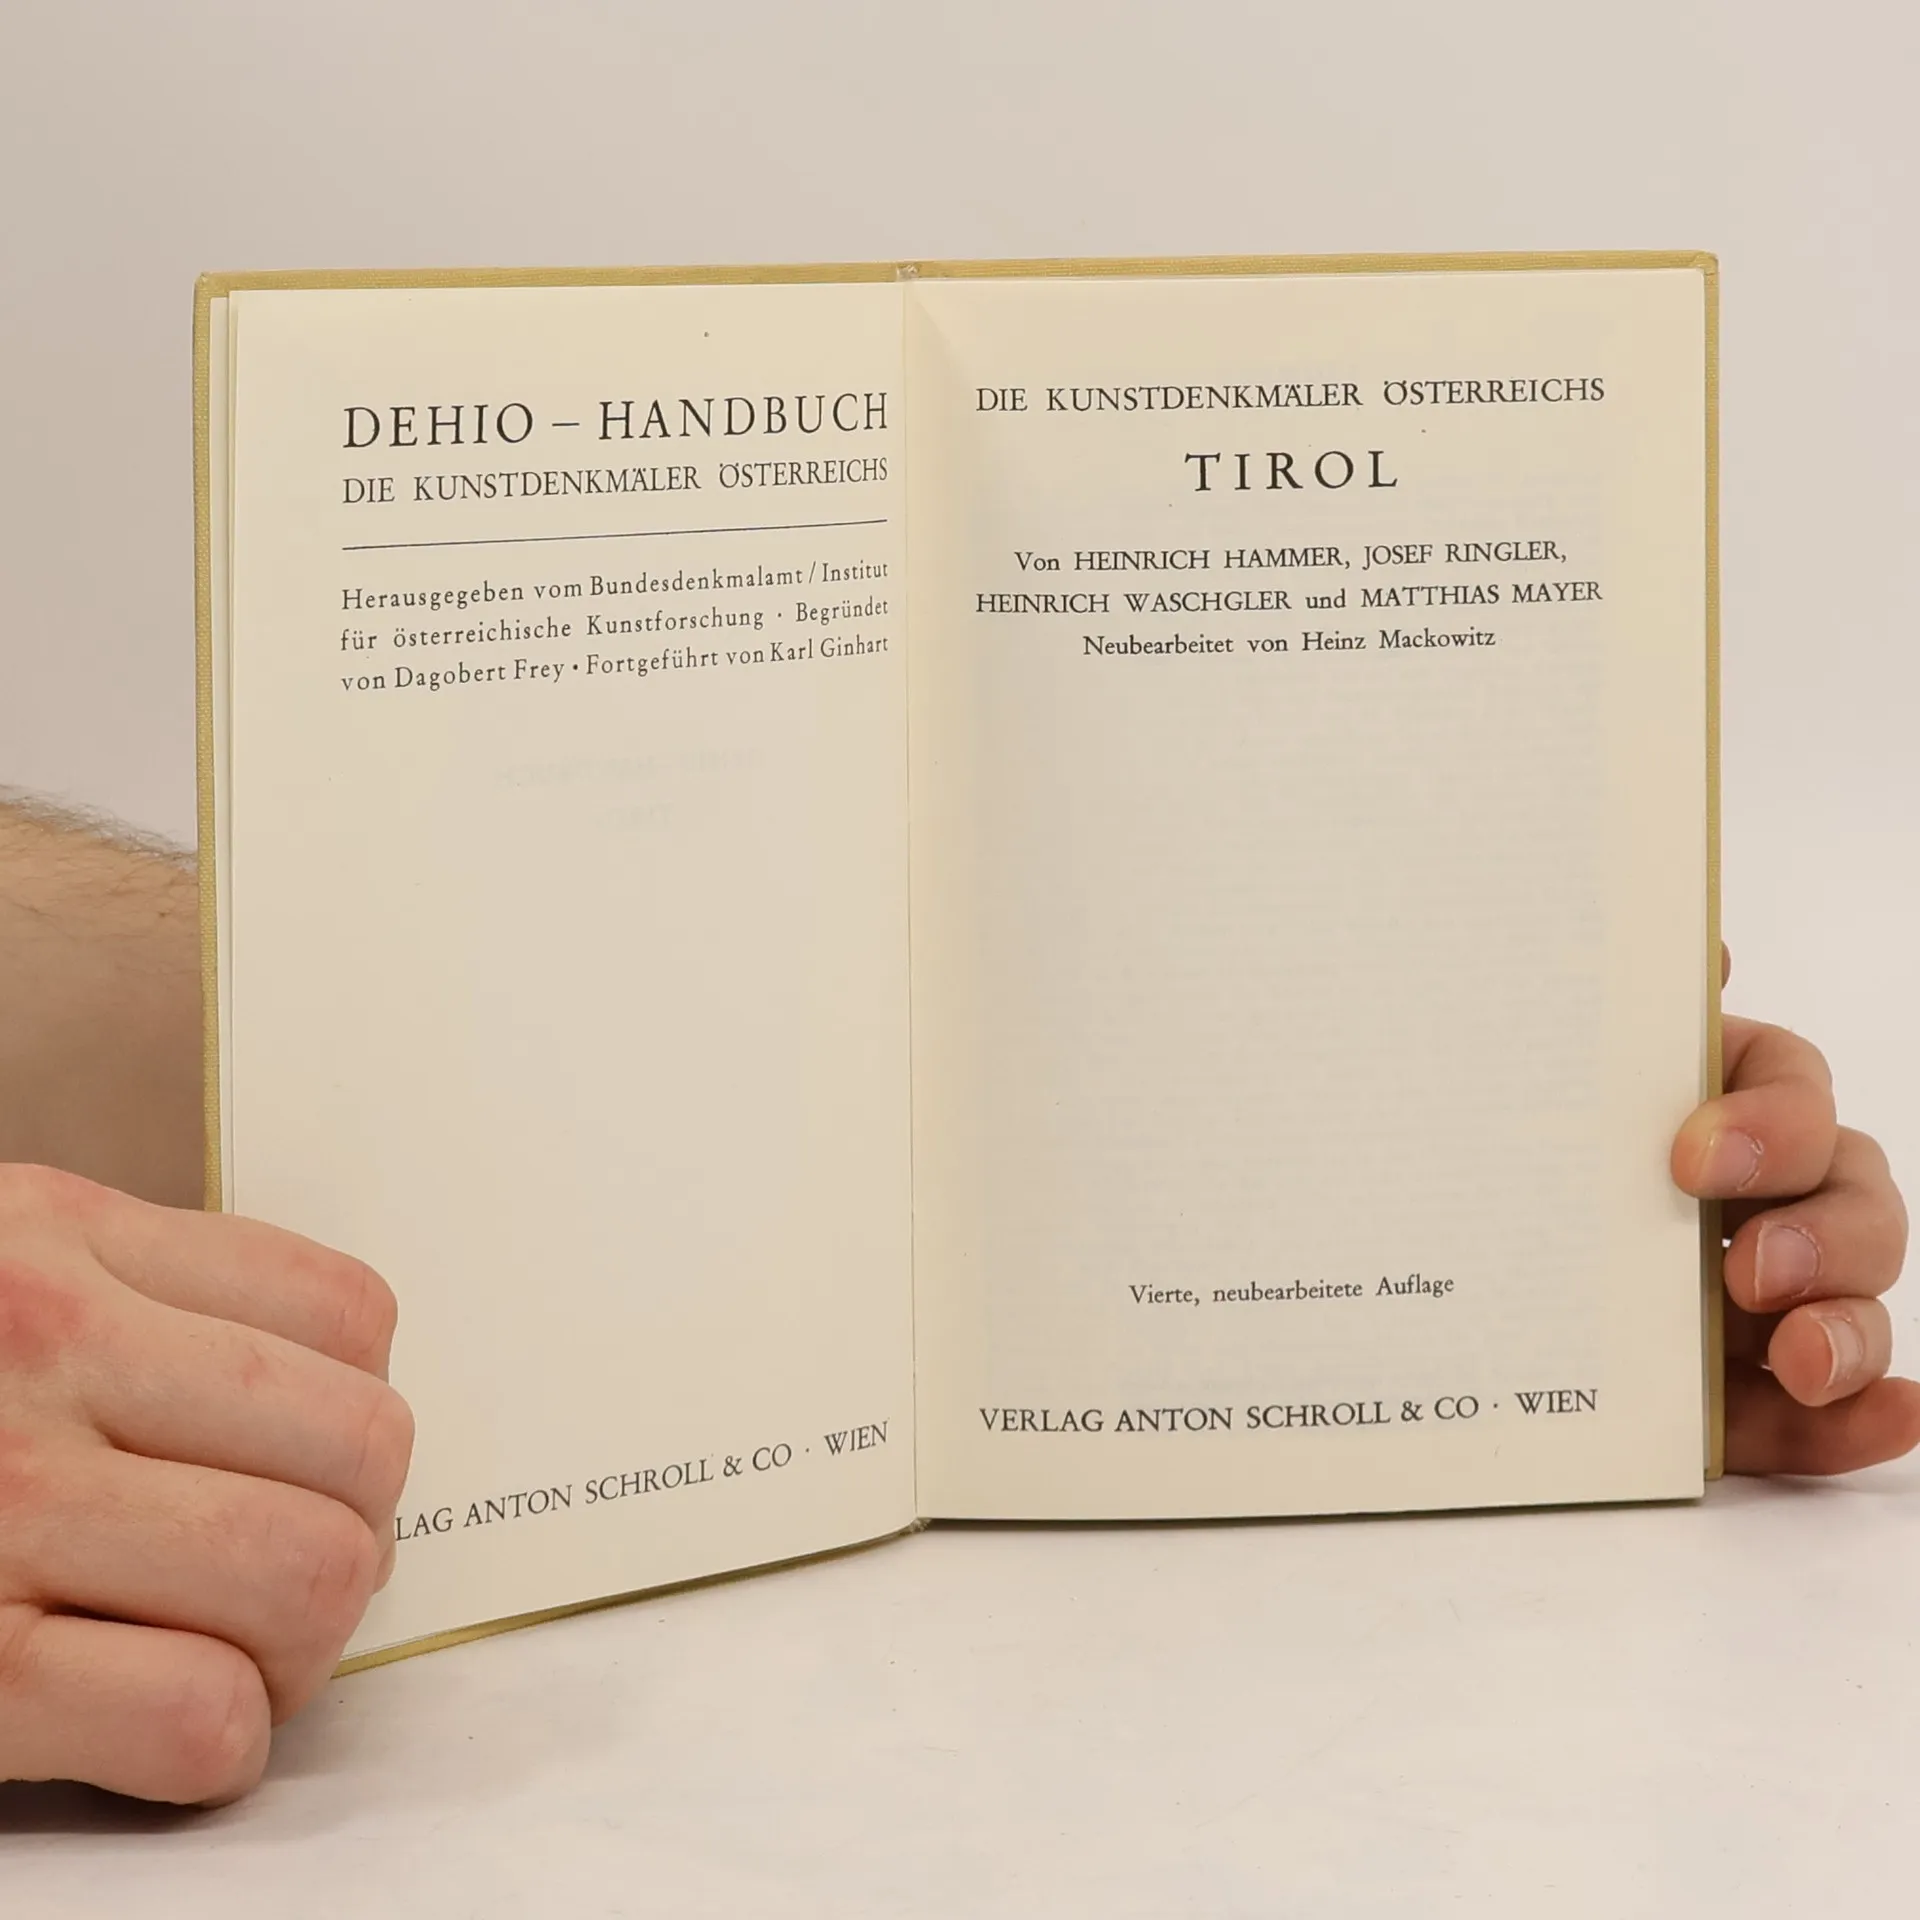 DEHIO – HANDBUCH
DIE KUNSTDENKMÄLER ÖSTERREICHS
Herausgegeben vom Bundesdenkmalamt / Institut
für österreichische Kunstforschung · Begründet
von Dagobert Frey · Fortgeführt von Karl Ginhart
LAG ANTON SCHROLL & CO · WIEN
DIE KUNSTDENKMÄLER ÖSTERREICHS
TIROL
Von HEINRICH HAMMER, JOSEF RINGLER,
HEINRICH WASCHGLER und MATTHIAS MAYER
Neubearbeitet von Heinz Mackowitz
Vierte, neubearbeitete Auflage
VERLAG ANTON SCHROLL & CO · WIEN